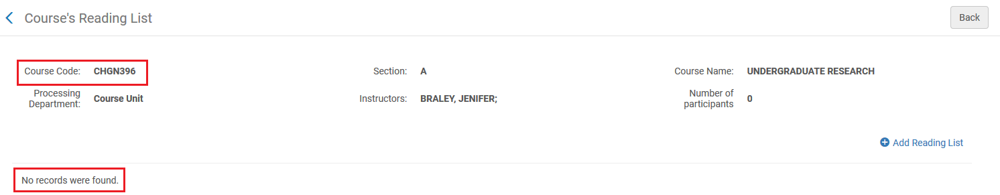 Course's Reading List
Back
Course Code: CHGN396
Section: A
Course Name: UNDERGRADUATE RESEARCH
Processing
Department: Course Unit
Instructors: BRALEY, JENIFER;
Number of
participants 0
Add Reading List
No records were found.